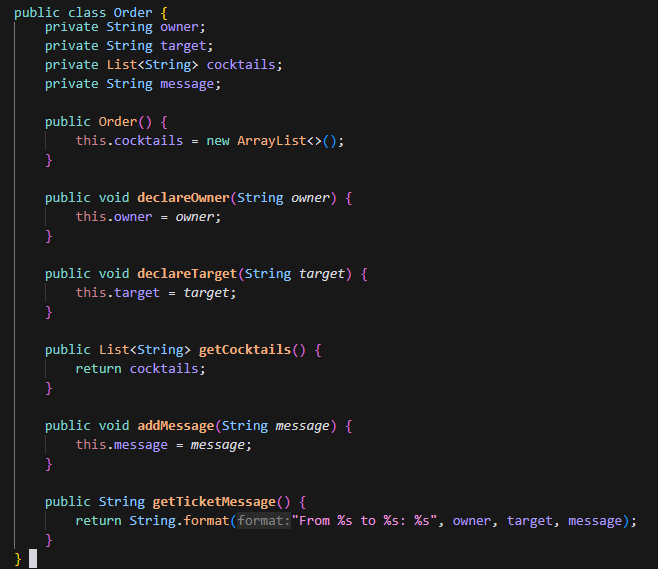 public class Order {
    private String owner;
    private String target;
    private List<String> cocktails;
    private String message;

    public Order() {
        this.cocktails = new ArrayList<>();
    }

    public void declareOwner(String owner) {
        this.owner = owner;
    }

    public void declareTarget(String target) {
        this.target = target;
    }

    public List<String> getCocktails() {
        return cocktails;
    }

    public void addMessage(String message) {
        this.message = message;
    }

    public String getTicketMessage() {
        return String.format(format:"From %s to %s: %s", owner, target, message);
    }
}